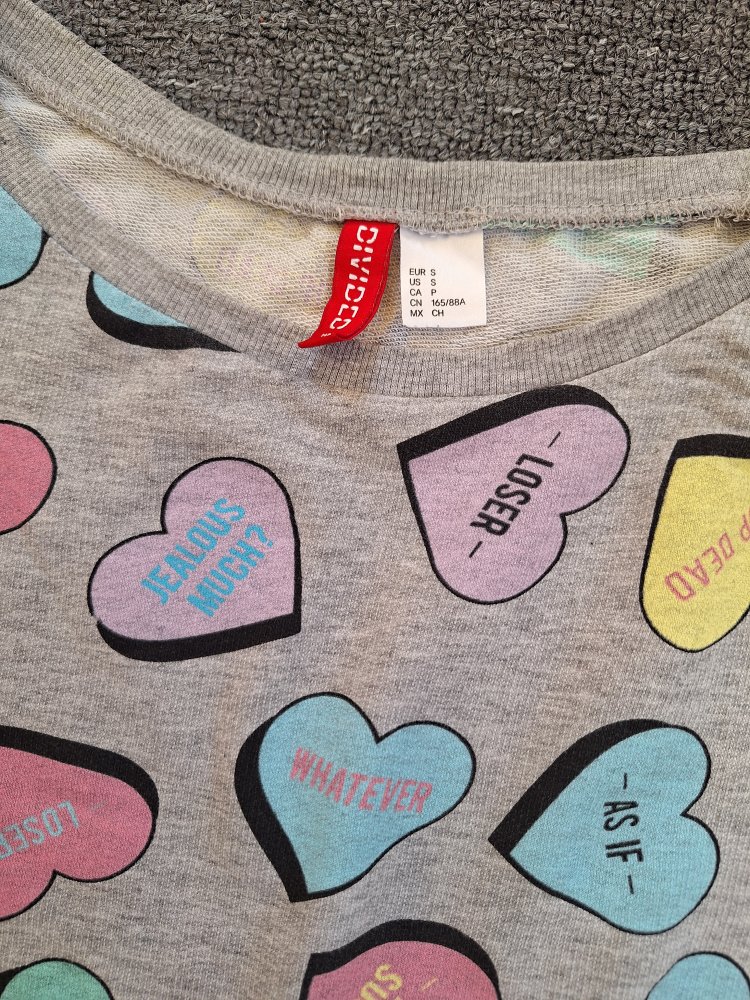 DIVIDED
EUR S
US S
CA P
CN 165/88A
MX CH
- LOSER -
JEALOUS
MUCH?
DEAD
WHATEVER
- AS IF -
LOSER